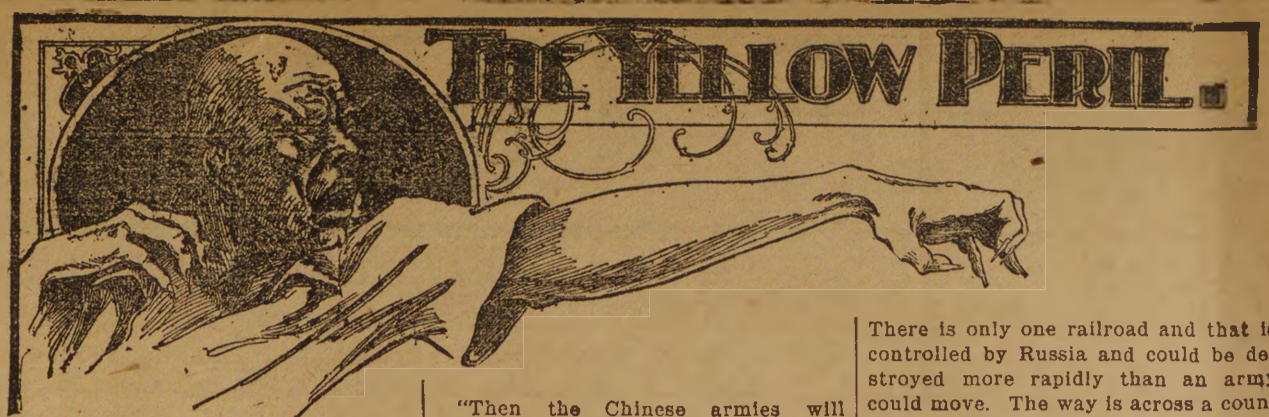 THE YELLOW PERIL
"Then the Chinese armies will
There is only one railroad and that
controlled by Russia and could be de
stroyed more rapidly than an army
could move. The way is across a coun